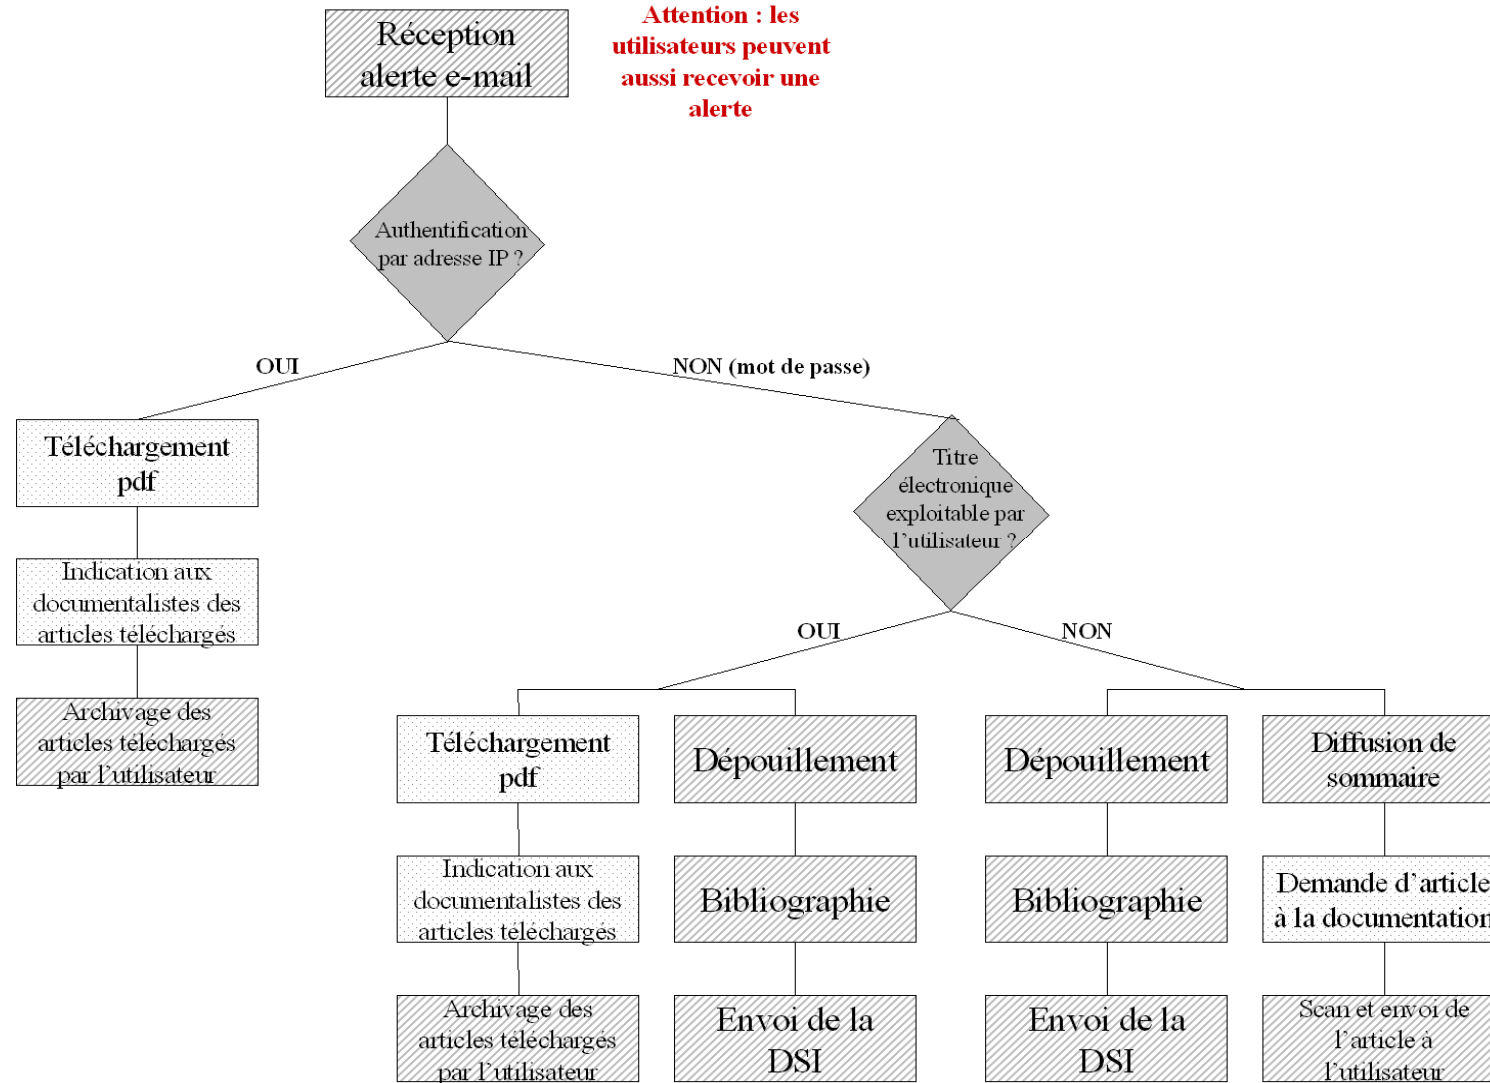 Réception
alerte e-mail
Attention : les
utilisateurs peuvent
aussi recevoir une
alerte
Authentification
par adresse IP ?
OUI
NON (mot de passe)
Téléchargement
pdf
Indication aux
documentalistes des
articles téléchargés
Archivage des
articles téléchargés
par l’utilisateur
Titre
électronique
exploitable par
l’utilisateur ?
OUI
NON
Téléchargement
pdf
Indication aux
documentalistes des
articles téléchargés
Archivage des
articles téléchargés
par l’utilisateur
Dépouillement
Bibliographie
Envoi de la
DSI
Dépouillement
Bibliographie
Envoi de la
DSI
Diffusion de
sommaire
Demande d’article
à la documentation
Scan et envoi de
l’article à
l’utilisateur